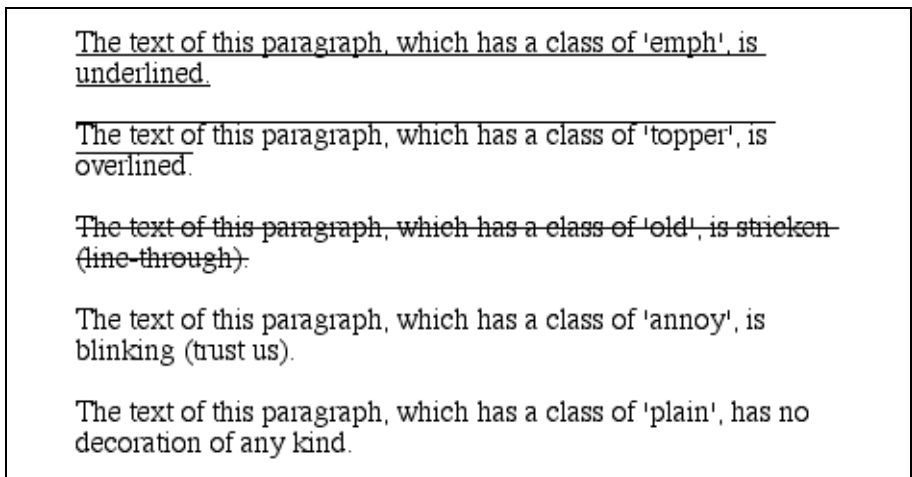 The text of this paragraph, which has a class of 'emph', is
underlined.
The text of this paragraph, which has a class of 'topper', is
overlined.
The text of this paragraph, which has a class of 'old', is stricken
(line-through).
The text of this paragraph, which has a class of 'annoy', is
blinking (trust us).
The text of this paragraph, which has a class of 'plain', has no
decoration of any kind.